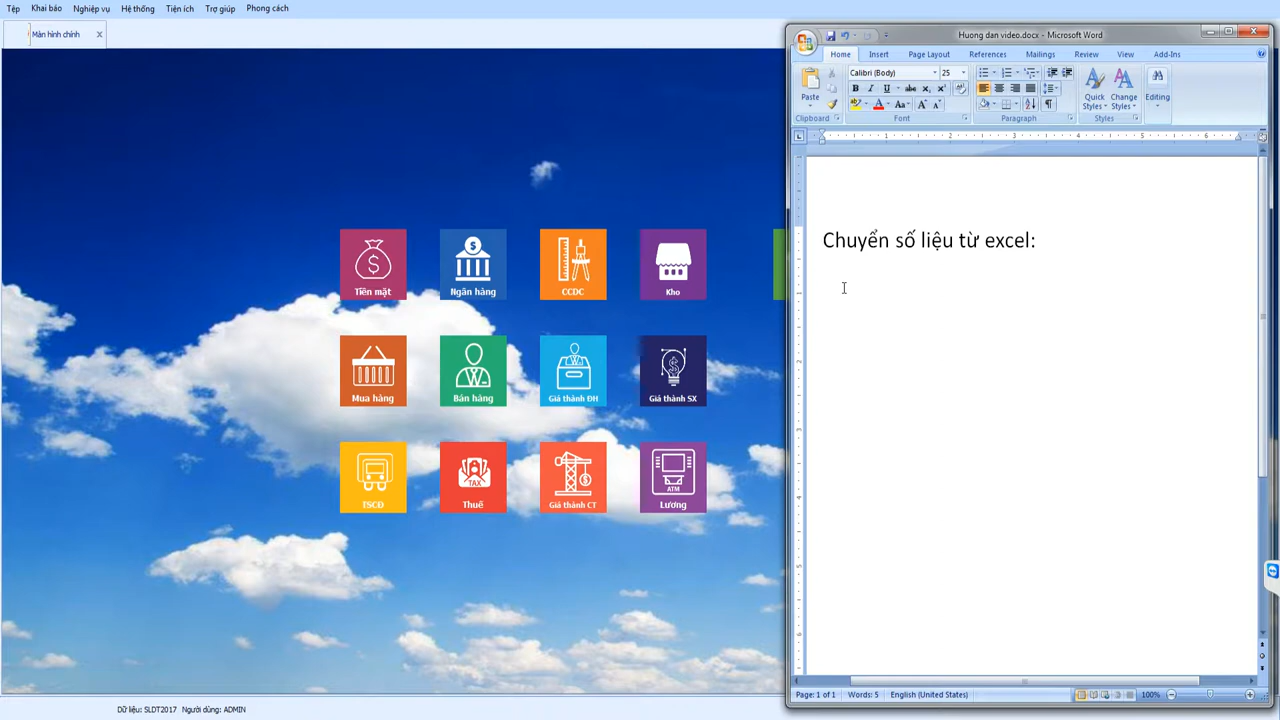 Tệp Khai báo Nghiệp vụ Hệ thống Tiện ích Trợ giúp Phong cách
Màn hình chính
Tiền mặt Ngân hàng CCDC Kho
Mua hàng Bán hàng Giá thành ĐH Giá thành SX
TSCĐ Thuế Giá thành CT Lương
TAX
ATM
Dữ liệu: SLDT2017 Người dùng: ADMIN
Huong dan video.docx - Microsoft Word
Home Insert Page Layout References Mailings Review View Add-Ins
Calibri (Body) 25
Paste
Quick Styles
Change Styles
Editing
Clipboard Font Paragraph Styles
Chuyển số liệu từ excel:
Page: 1 of 1 Words: 5 English (United States) 100%